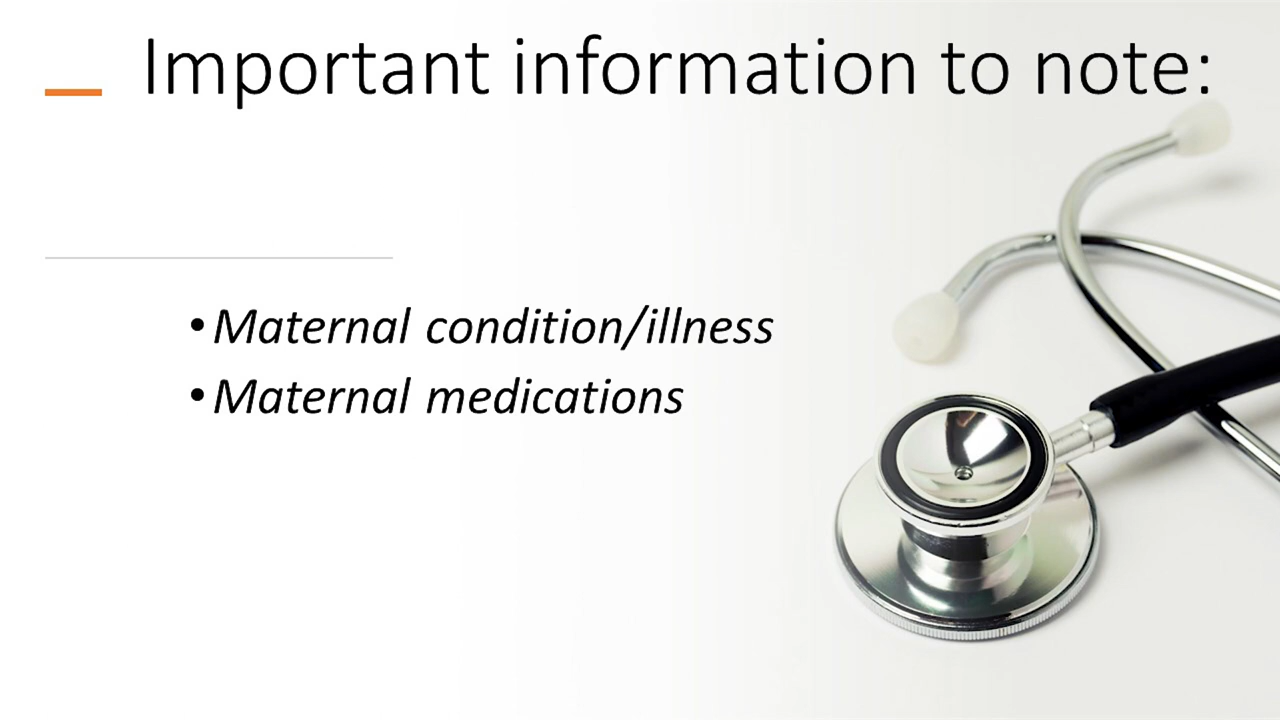 Important information to note:
•Maternal condition/illness
•Maternal medications